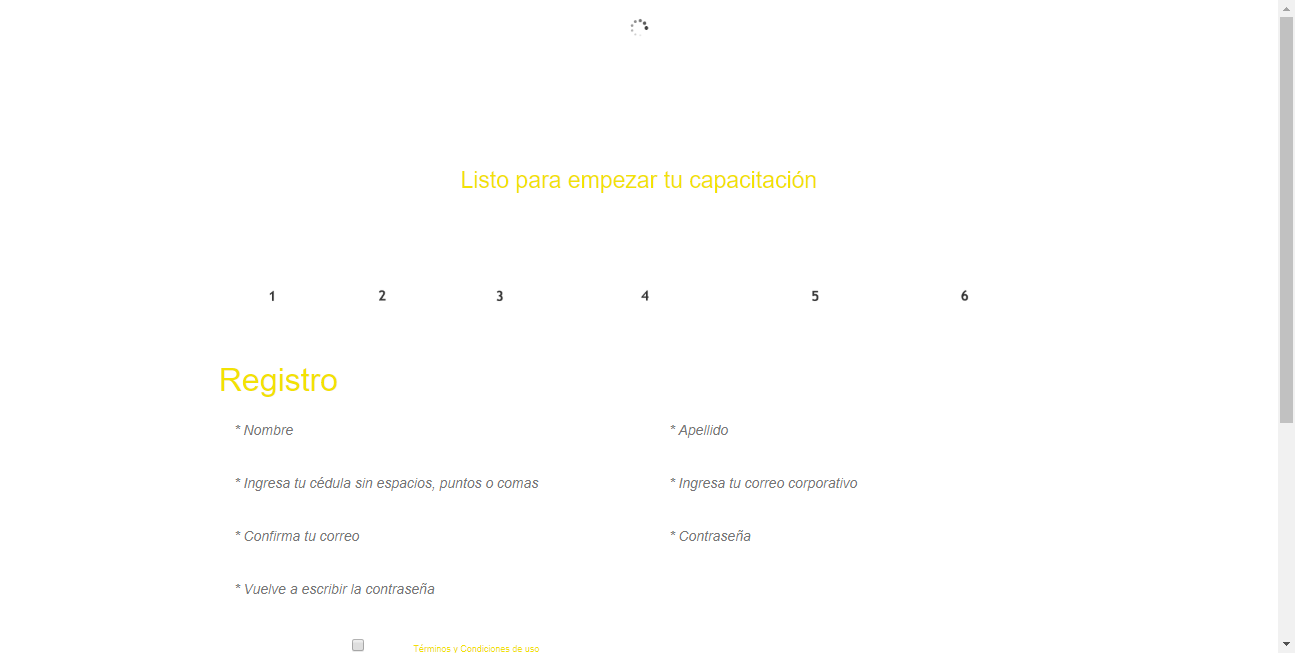 Listo para empezar tu capacitación
1 2 3 4 5 6
Registro
* Nombre * Apellido
* Ingresa tu cédula sin espacios, puntos o comas * Ingresa tu correo corporativo
* Confirma tu correo * Contraseña
* Vuelve a escribir la contraseña
Términos y Condiciones de uso